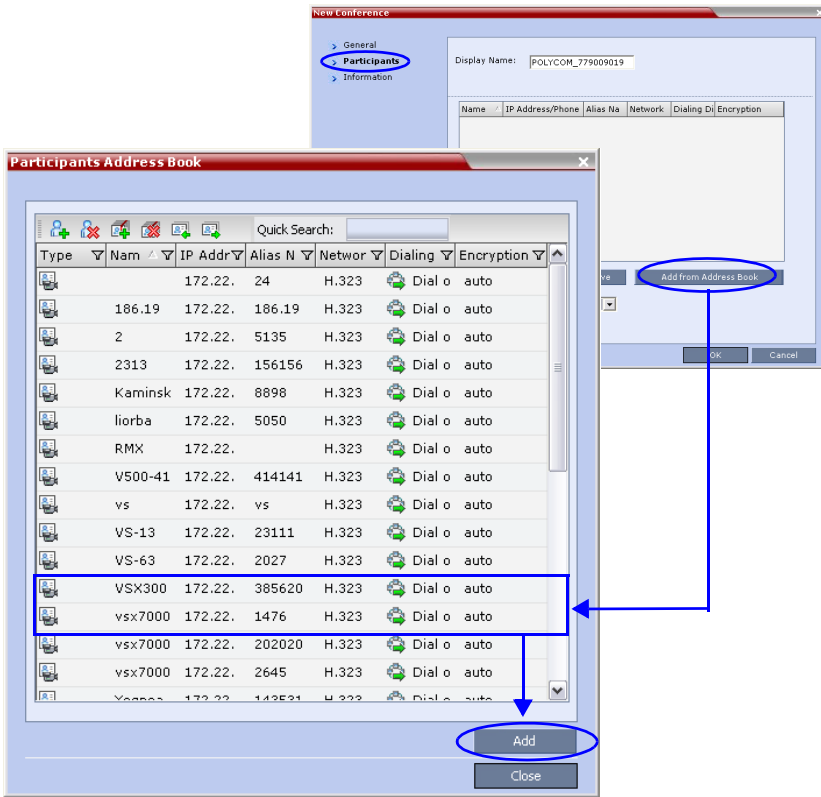 New Conference
General
Participants
Information
Display Name: POLYCOM_779009019
Name IP Address/Phone Alias Na Network Dialing Di Encryption
ve Add from Address Book
OK Cancel
Participants Address Book
Quick Search:
Type Nam IP Addr Alias N Networ Dialing Encryption
172.22. 24 H.323 Dial o auto
186.19 172.22. 186.19 H.323 Dial o auto
2 172.22. 5135 H.323 Dial o auto
2313 172.22. 156156 H.323 Dial o auto
Kaminsk 172.22. 8898 H.323 Dial o auto
liorba 172.22. 5050 H.323 Dial o auto
RMX 172.22. H.323 Dial o auto
V500-41 172.22. 414141 H.323 Dial o auto
vs 172.22. vs H.323 Dial o auto
VS-13 172.22. 23111 H.323 Dial o auto
VS-63 172.22. 2027 H.323 Dial o auto
VSX300 172.22. 385620 H.323 Dial o auto
vsx7000 172.22. 1476 H.323 Dial o auto
vsx7000 172.22. 202020 H.323 Dial o auto
vsx7000 172.22. 2645 H.323 Dial o auto
172.22. 143531 H.323 Dial o auto
Add
Close